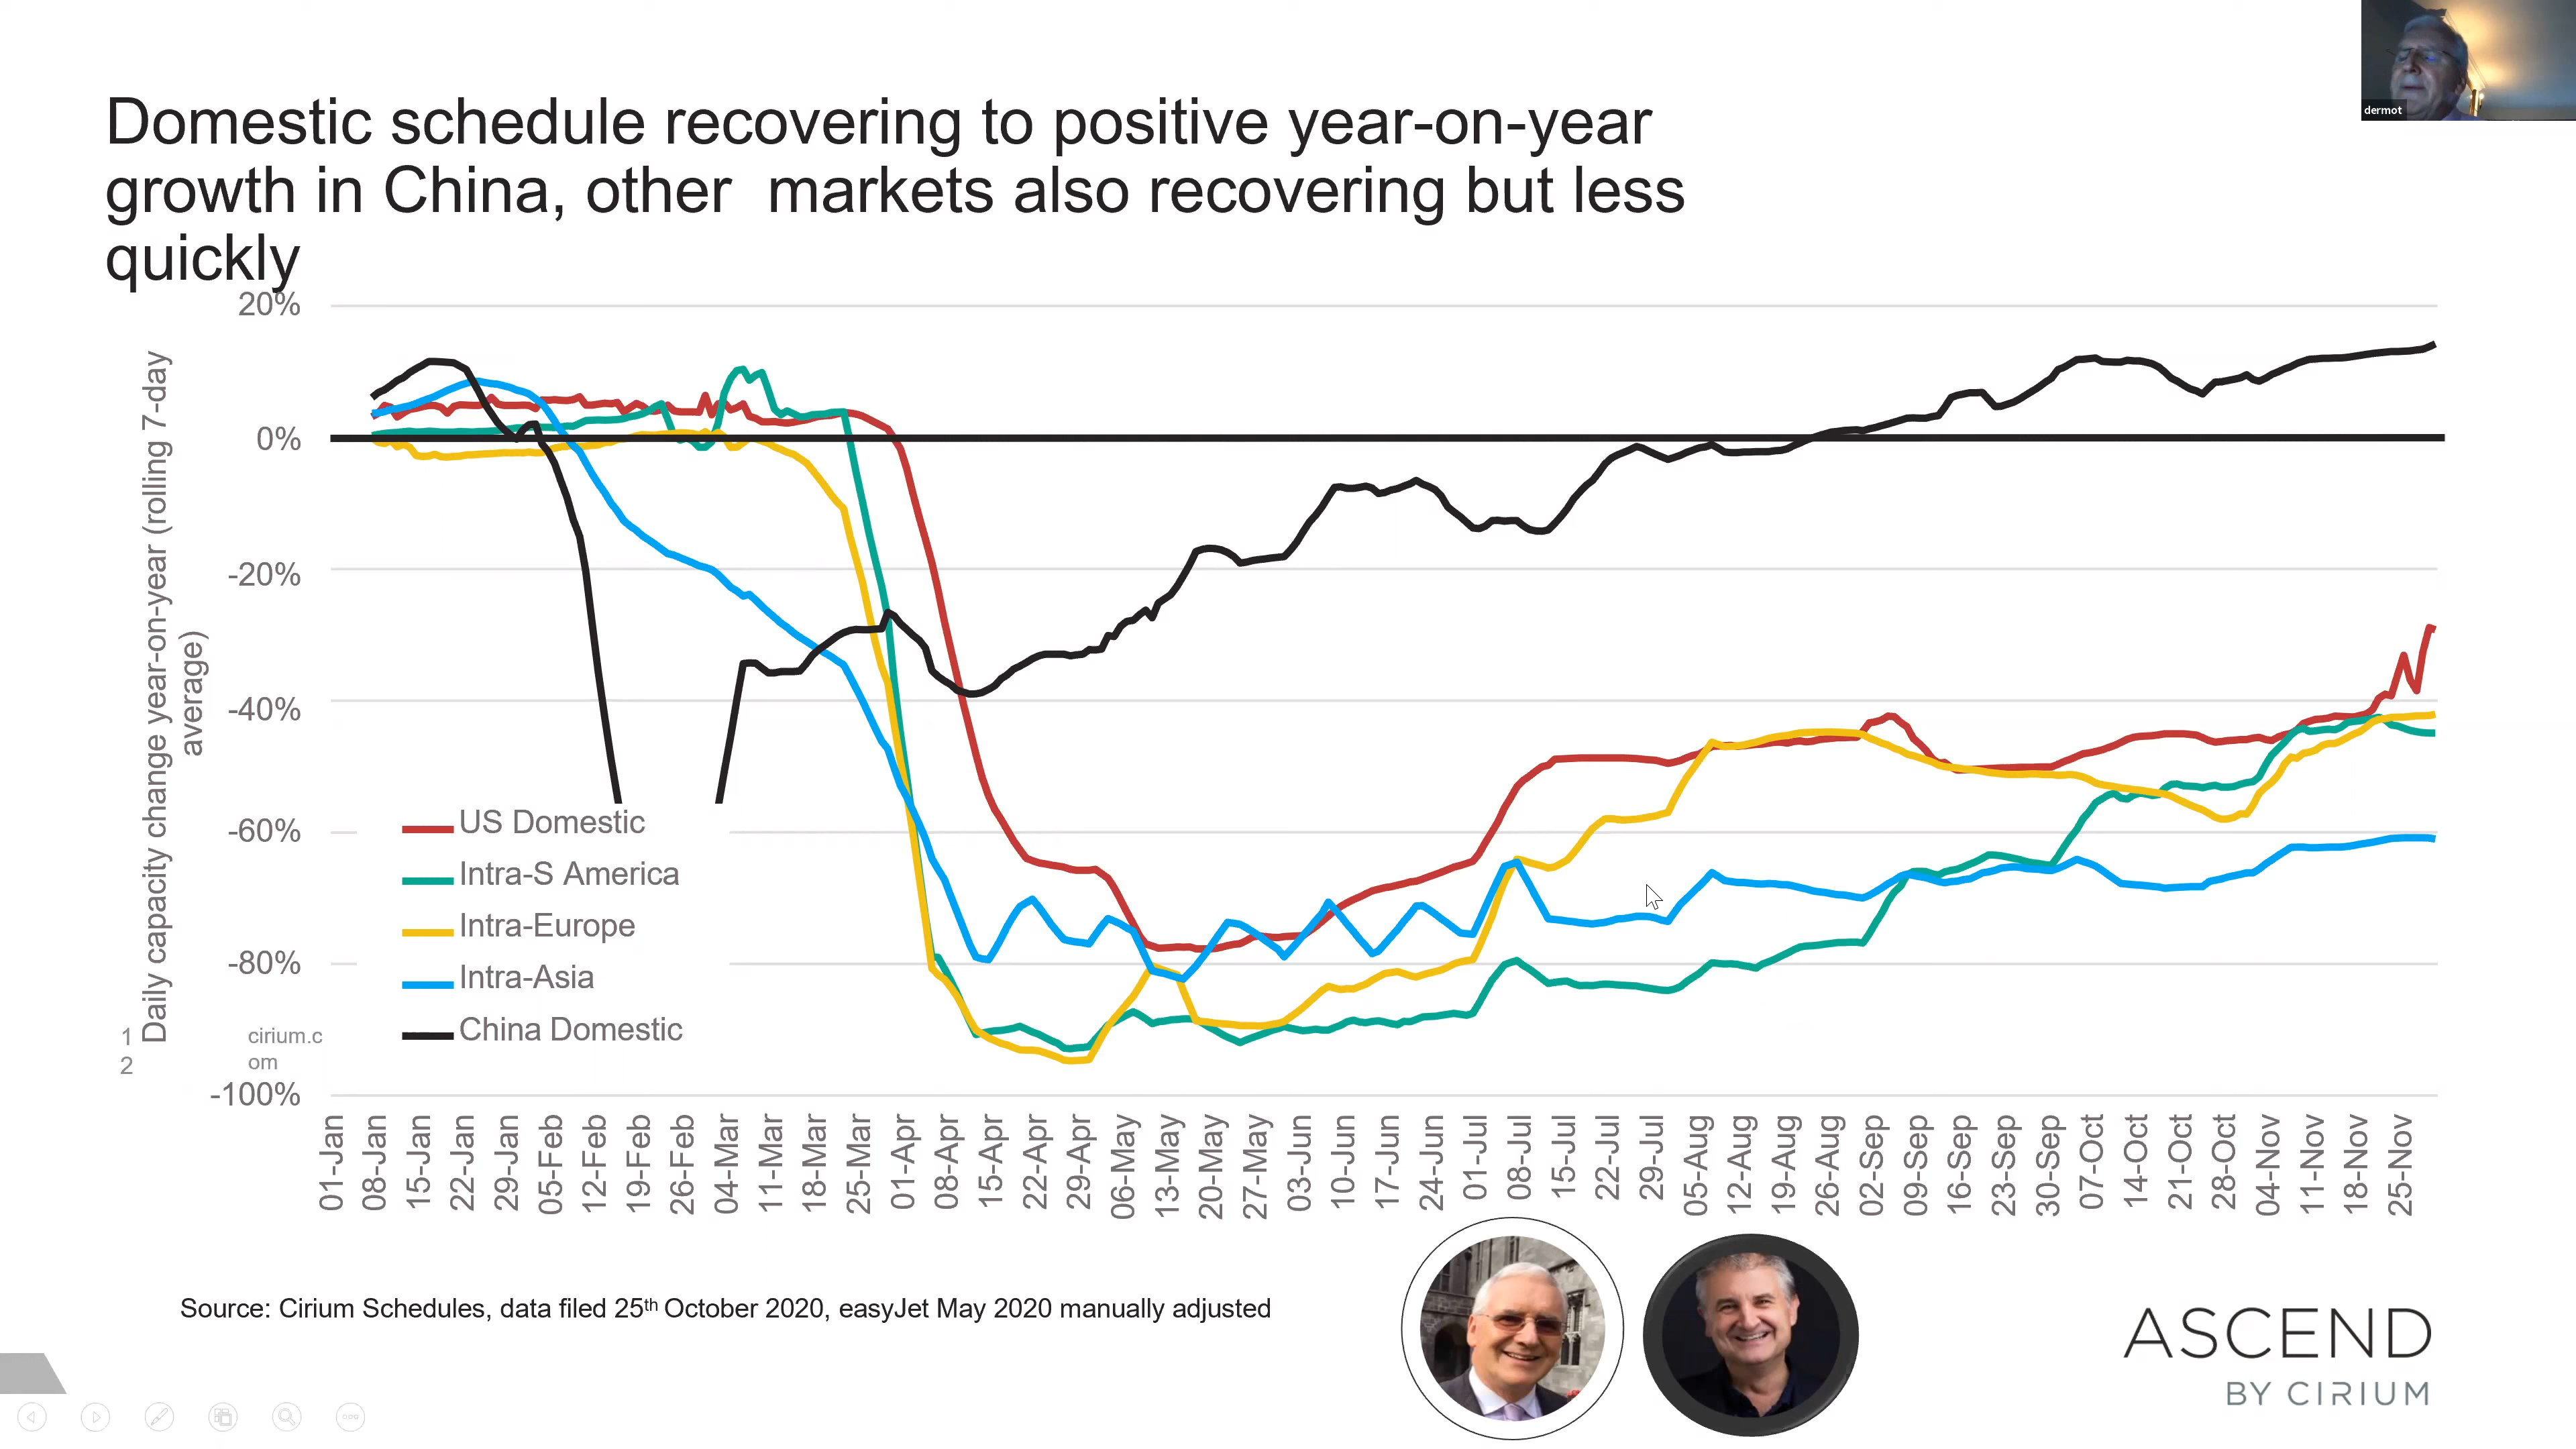 dermot
Domestic schedule recovering to positive year-on-year
growth in China, other  markets also recovering but less
quickly
Daily capacity change year-on-year (rolling 7-day
average)
20%
0%
-20%
-40%
-60%
-80%
-100%
US Domestic
Intra-S America
Intra-Europe
Intra-Asia
China Domestic
1
2
cirium.c
om
01-Jan
08-Jan
15-Jan
22-Jan
29-Jan
05-Feb
12-Feb
19-Feb
26-Feb
04-Mar
11-Mar
18-Mar
25-Mar
01-Apr
08-Apr
15-Apr
22-Apr
29-Apr
06-May
13-May
20-May
27-May
03-Jun
10-Jun
17-Jun
24-Jun
01-Jul
08-Jul
15-Jul
22-Jul
29-Jul
05-Aug
12-Aug
19-Aug
26-Aug
02-Sep
09-Sep
16-Sep
23-Sep
30-Sep
07-Oct
14-Oct
21-Oct
28-Oct
04-Nov
11-Nov
18-Nov
25-Nov
Source: Cirium Schedules, data filed 25th October 2020, easyJet May 2020 manually adjusted
ASCEND
BY CIRIUM